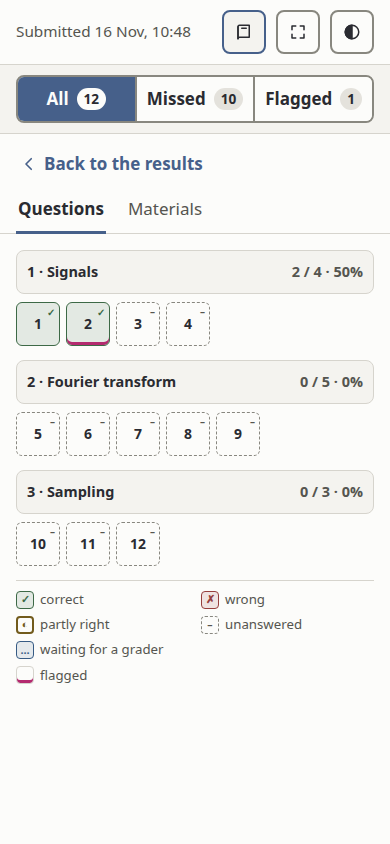 Submitted 16 Nov, 10:48
All 12 Missed 10 Flagged 1
Back to the results
Questions Materials
1 · Signals 2 / 4 · 50%
1 ✓ 2 ✓ 3 – 4 –
2 · Fourier transform 0 / 5 · 0%
5 – 6 – 7 – 8 – 9 –
3 · Sampling 0 / 3 · 0%
10 – 11 – 12 –
✓ correct ✗ wrong
partly right – unanswered
… waiting for a grader
flagged